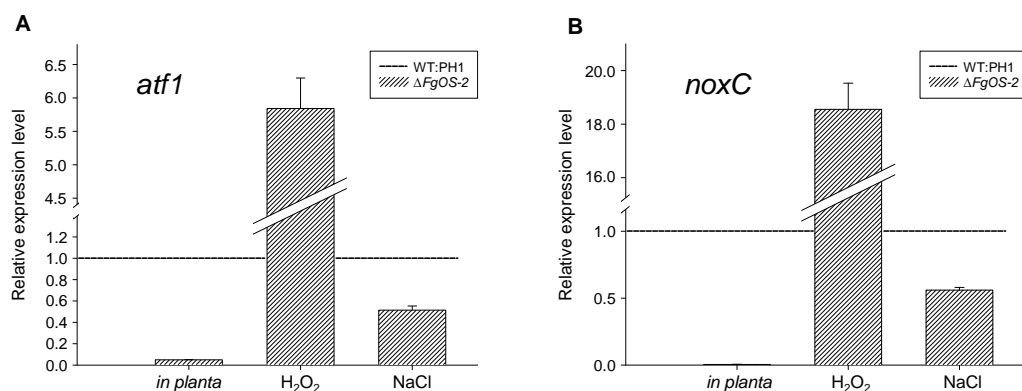 A
Relative expression level
6.5
6.0
5.5
5.0
4.5
1.2
1.0
0.8
0.6
0.4
0.2
0.0
atf1
WT:PH1
ΔFgOS-2
in planta
H₂O₂
NaCl
B
Relative expression level
20.0
18.0
16.0
1.0
0.5
0.0
noxC
WT:PH1
ΔFgOS-2
in planta
H₂O₂
NaCl